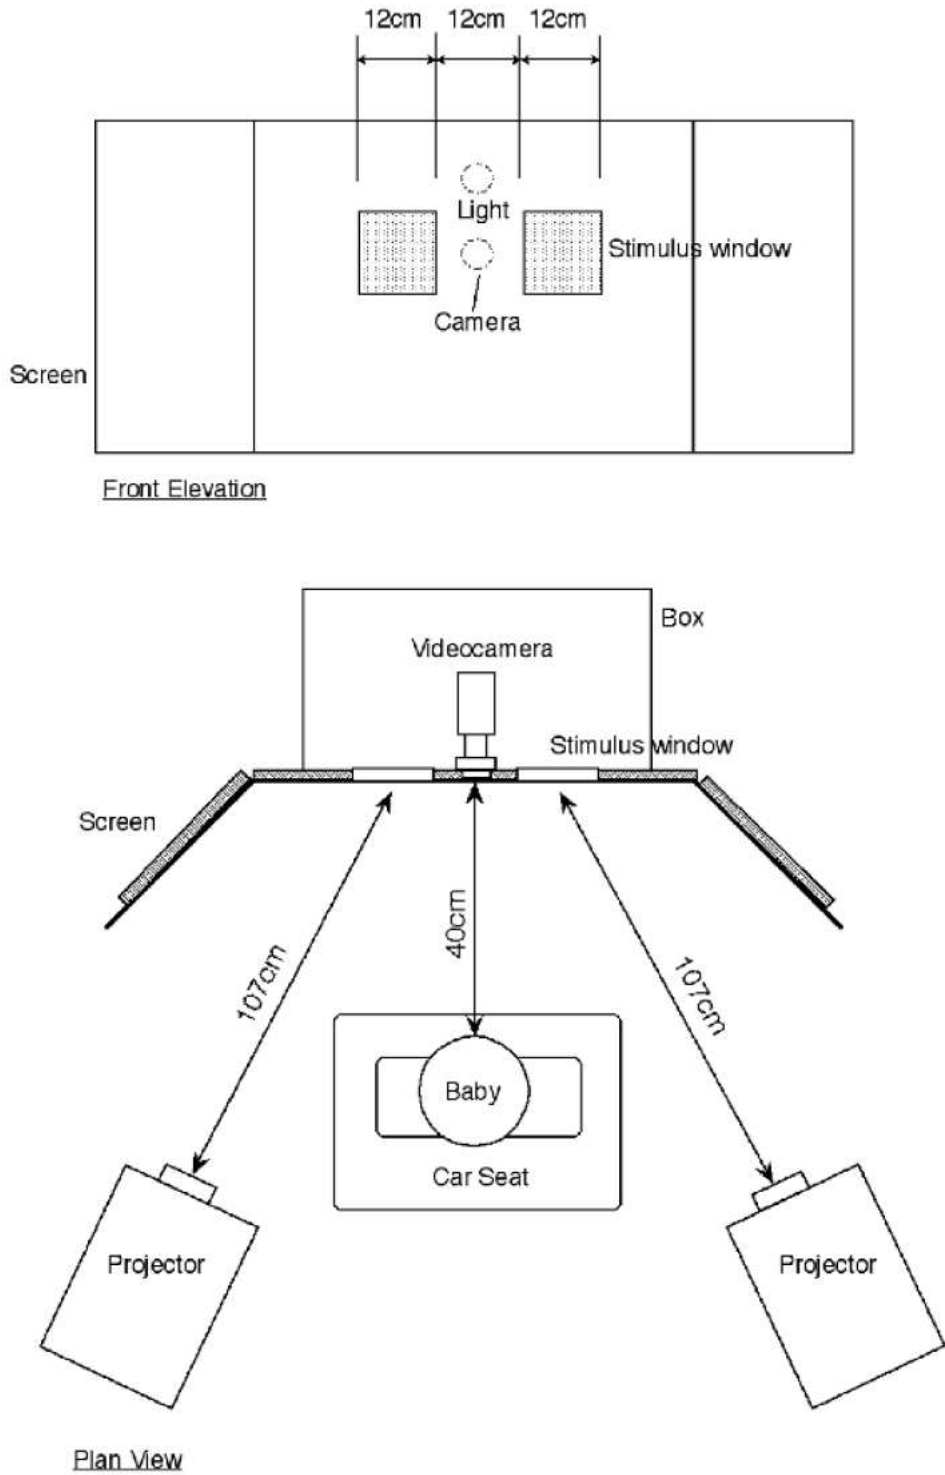 12cm 12cm 12cm
Light
Stimulus window
Camera
Screen
Front Elevation
Box
Videocamera
Stimulus window
Screen
40cm
107cm
107cm
Baby
Car Seat
Projector
Projector
Plan View